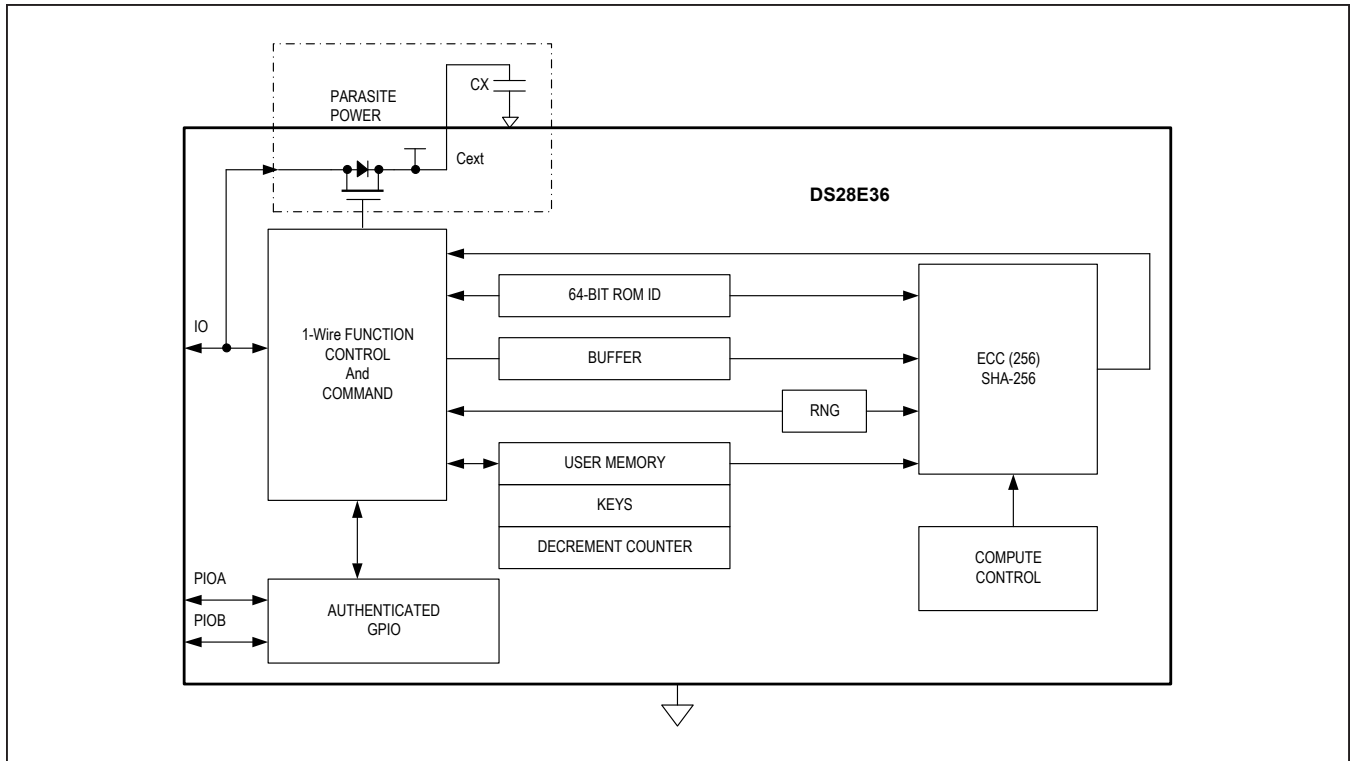 CX
PARASITE
POWER
Cext
DS28E36
64-BIT ROM ID
IO
1-Wire FUNCTION
CONTROL
And
COMMAND
BUFFER
ECC (256)
SHA-256
RNG
USER MEMORY
KEYS
DECREMENT COUNTER
COMPUTE
CONTROL
PIOA
PIOB
AUTHENTICATED
GPIO